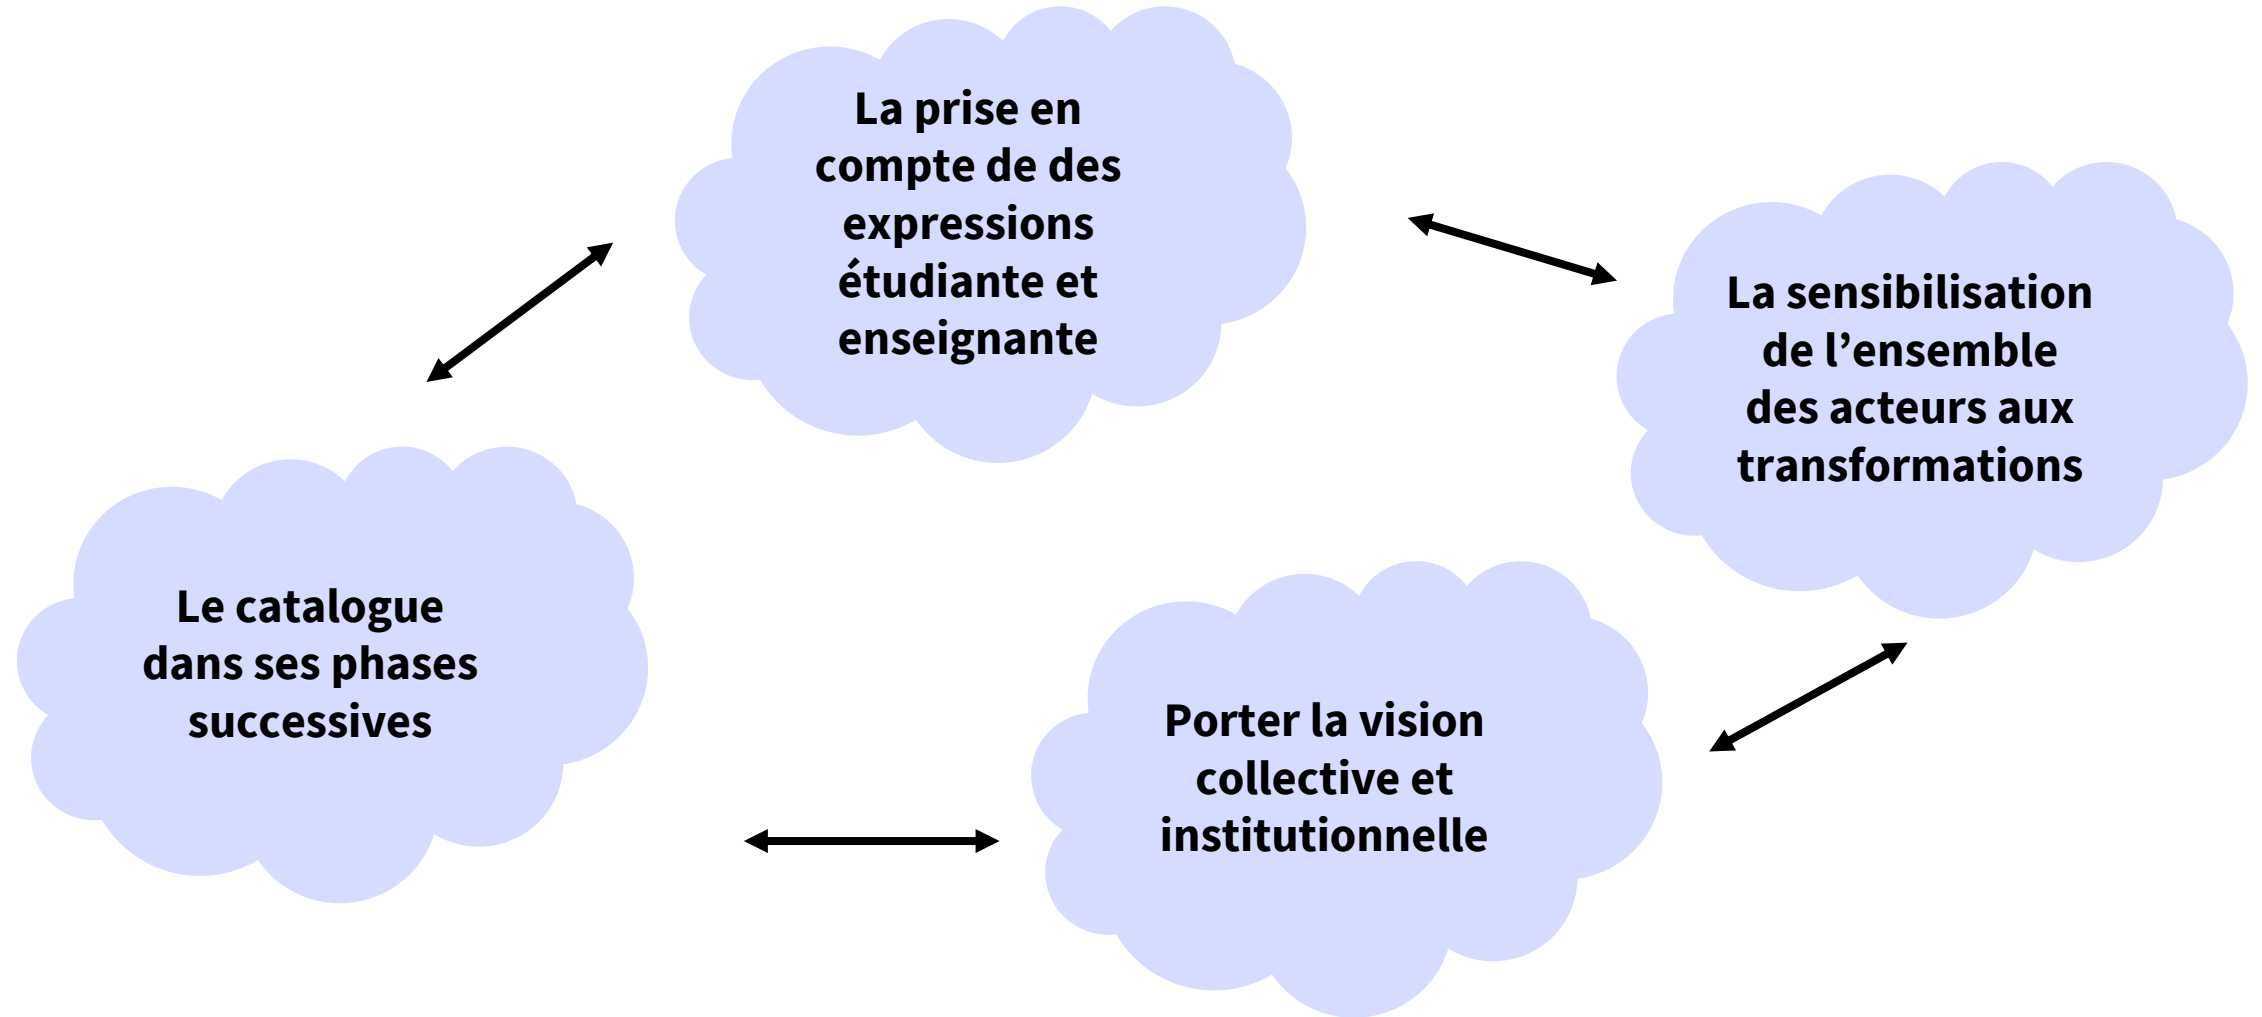 La prise en
compte de des
expressions
étudiante et
enseignante
La sensibilisation
de l’ensemble
des acteurs aux
transformations
Le catalogue
dans ses phases
successives
Porter la vision
collective et
institutionnelle